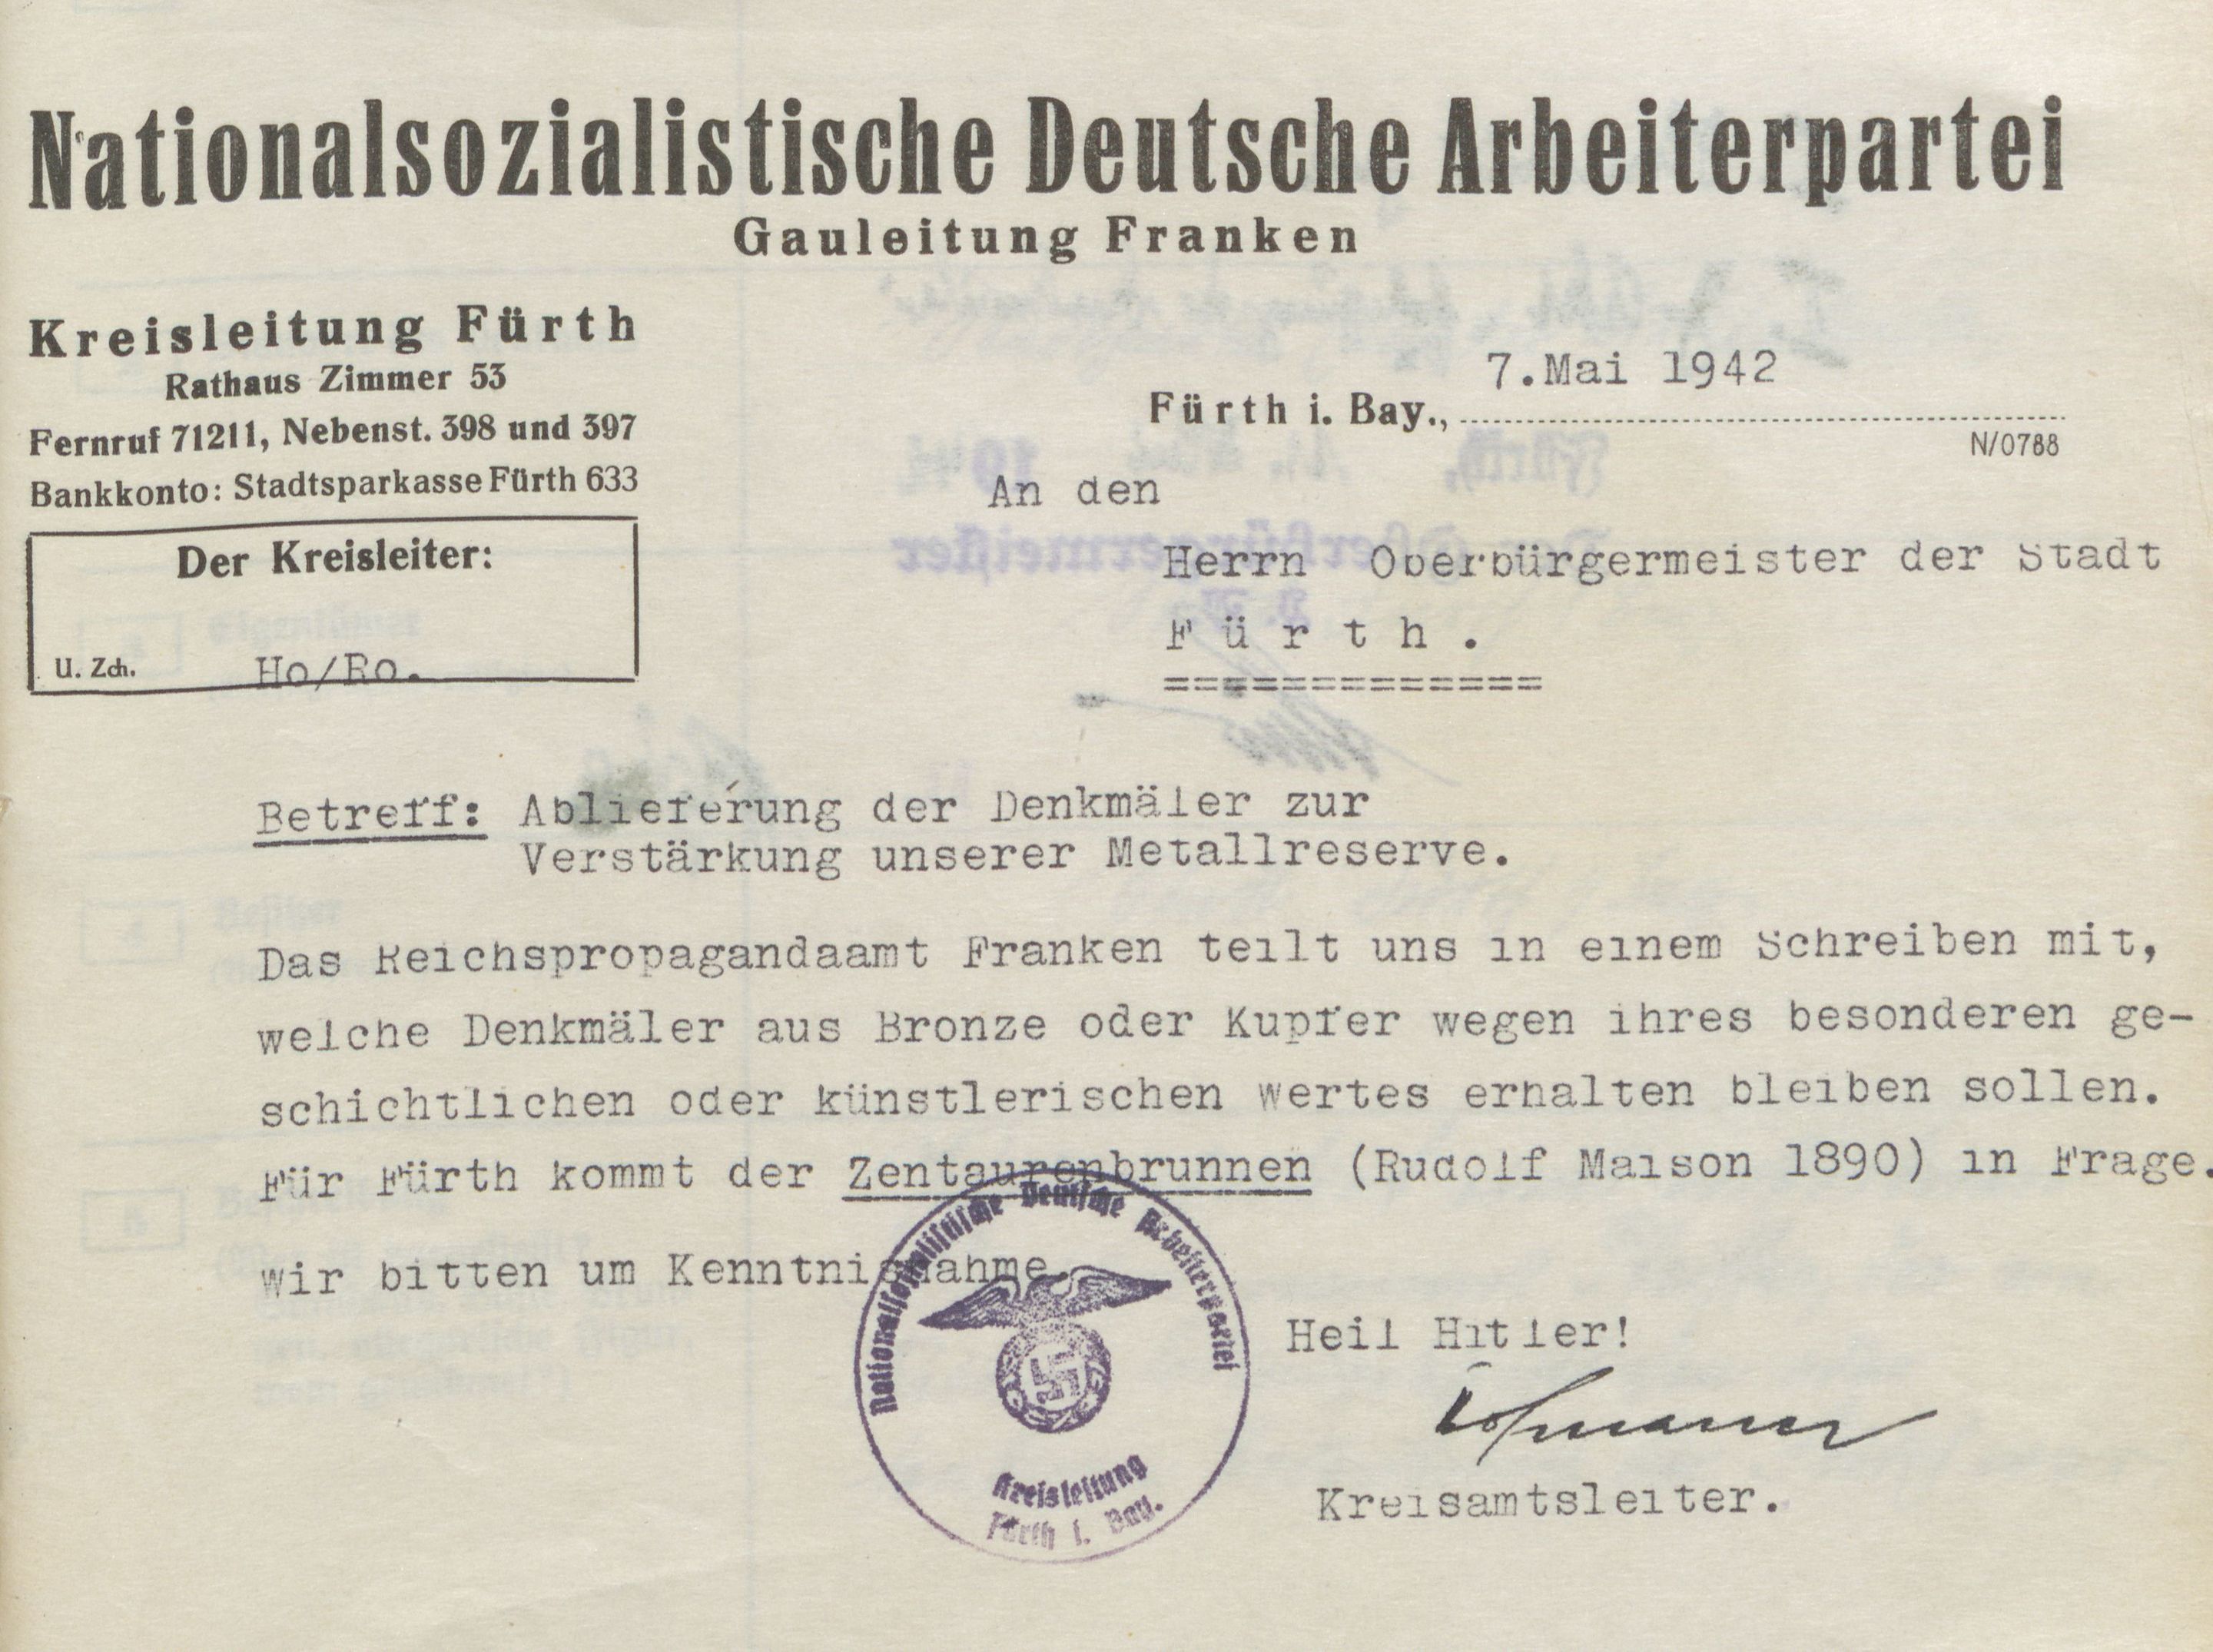 Nationalsozialistische Deutsche Arbeiterpartei
Gauleitung Franken
Kreisleitung Fürth
Rathaus Zimmer 53
Fernruf 71211, Nebenst. 398 und 397
Bankkonto: Stadtsparkasse Fürth 633
Der Kreisleiter:
U. Zch. Ho/Ro.
Fürth i. Bay., 7.Mai 1942
N/0788
An den
Herrn Oberbürgermeister der Stadt
F ü r t h .
=============
Betreff: Ablieferung der Denkmäler zur
Verstärkung unserer Metallreserve.
Das Reichspropagandaamt Franken teilt uns in einem Schreiben mit,
welche Denkmäler aus Bronze oder Kupfer wegen ihres besonderen ge-
schichtlichen oder künstlerischen Wertes erhalten bleiben sollen.
Für Fürth kommt der Zentaurenbrunnen (Rudolf Maison 1890) in Frage.
Wir bitten um Kenntnisnahme.
Nationalsozialistische Deutsche Arbeiterpartei
Kreisleitung
Fürth i. Bay.
Heil Hitler!
Kreisamtsleiter.